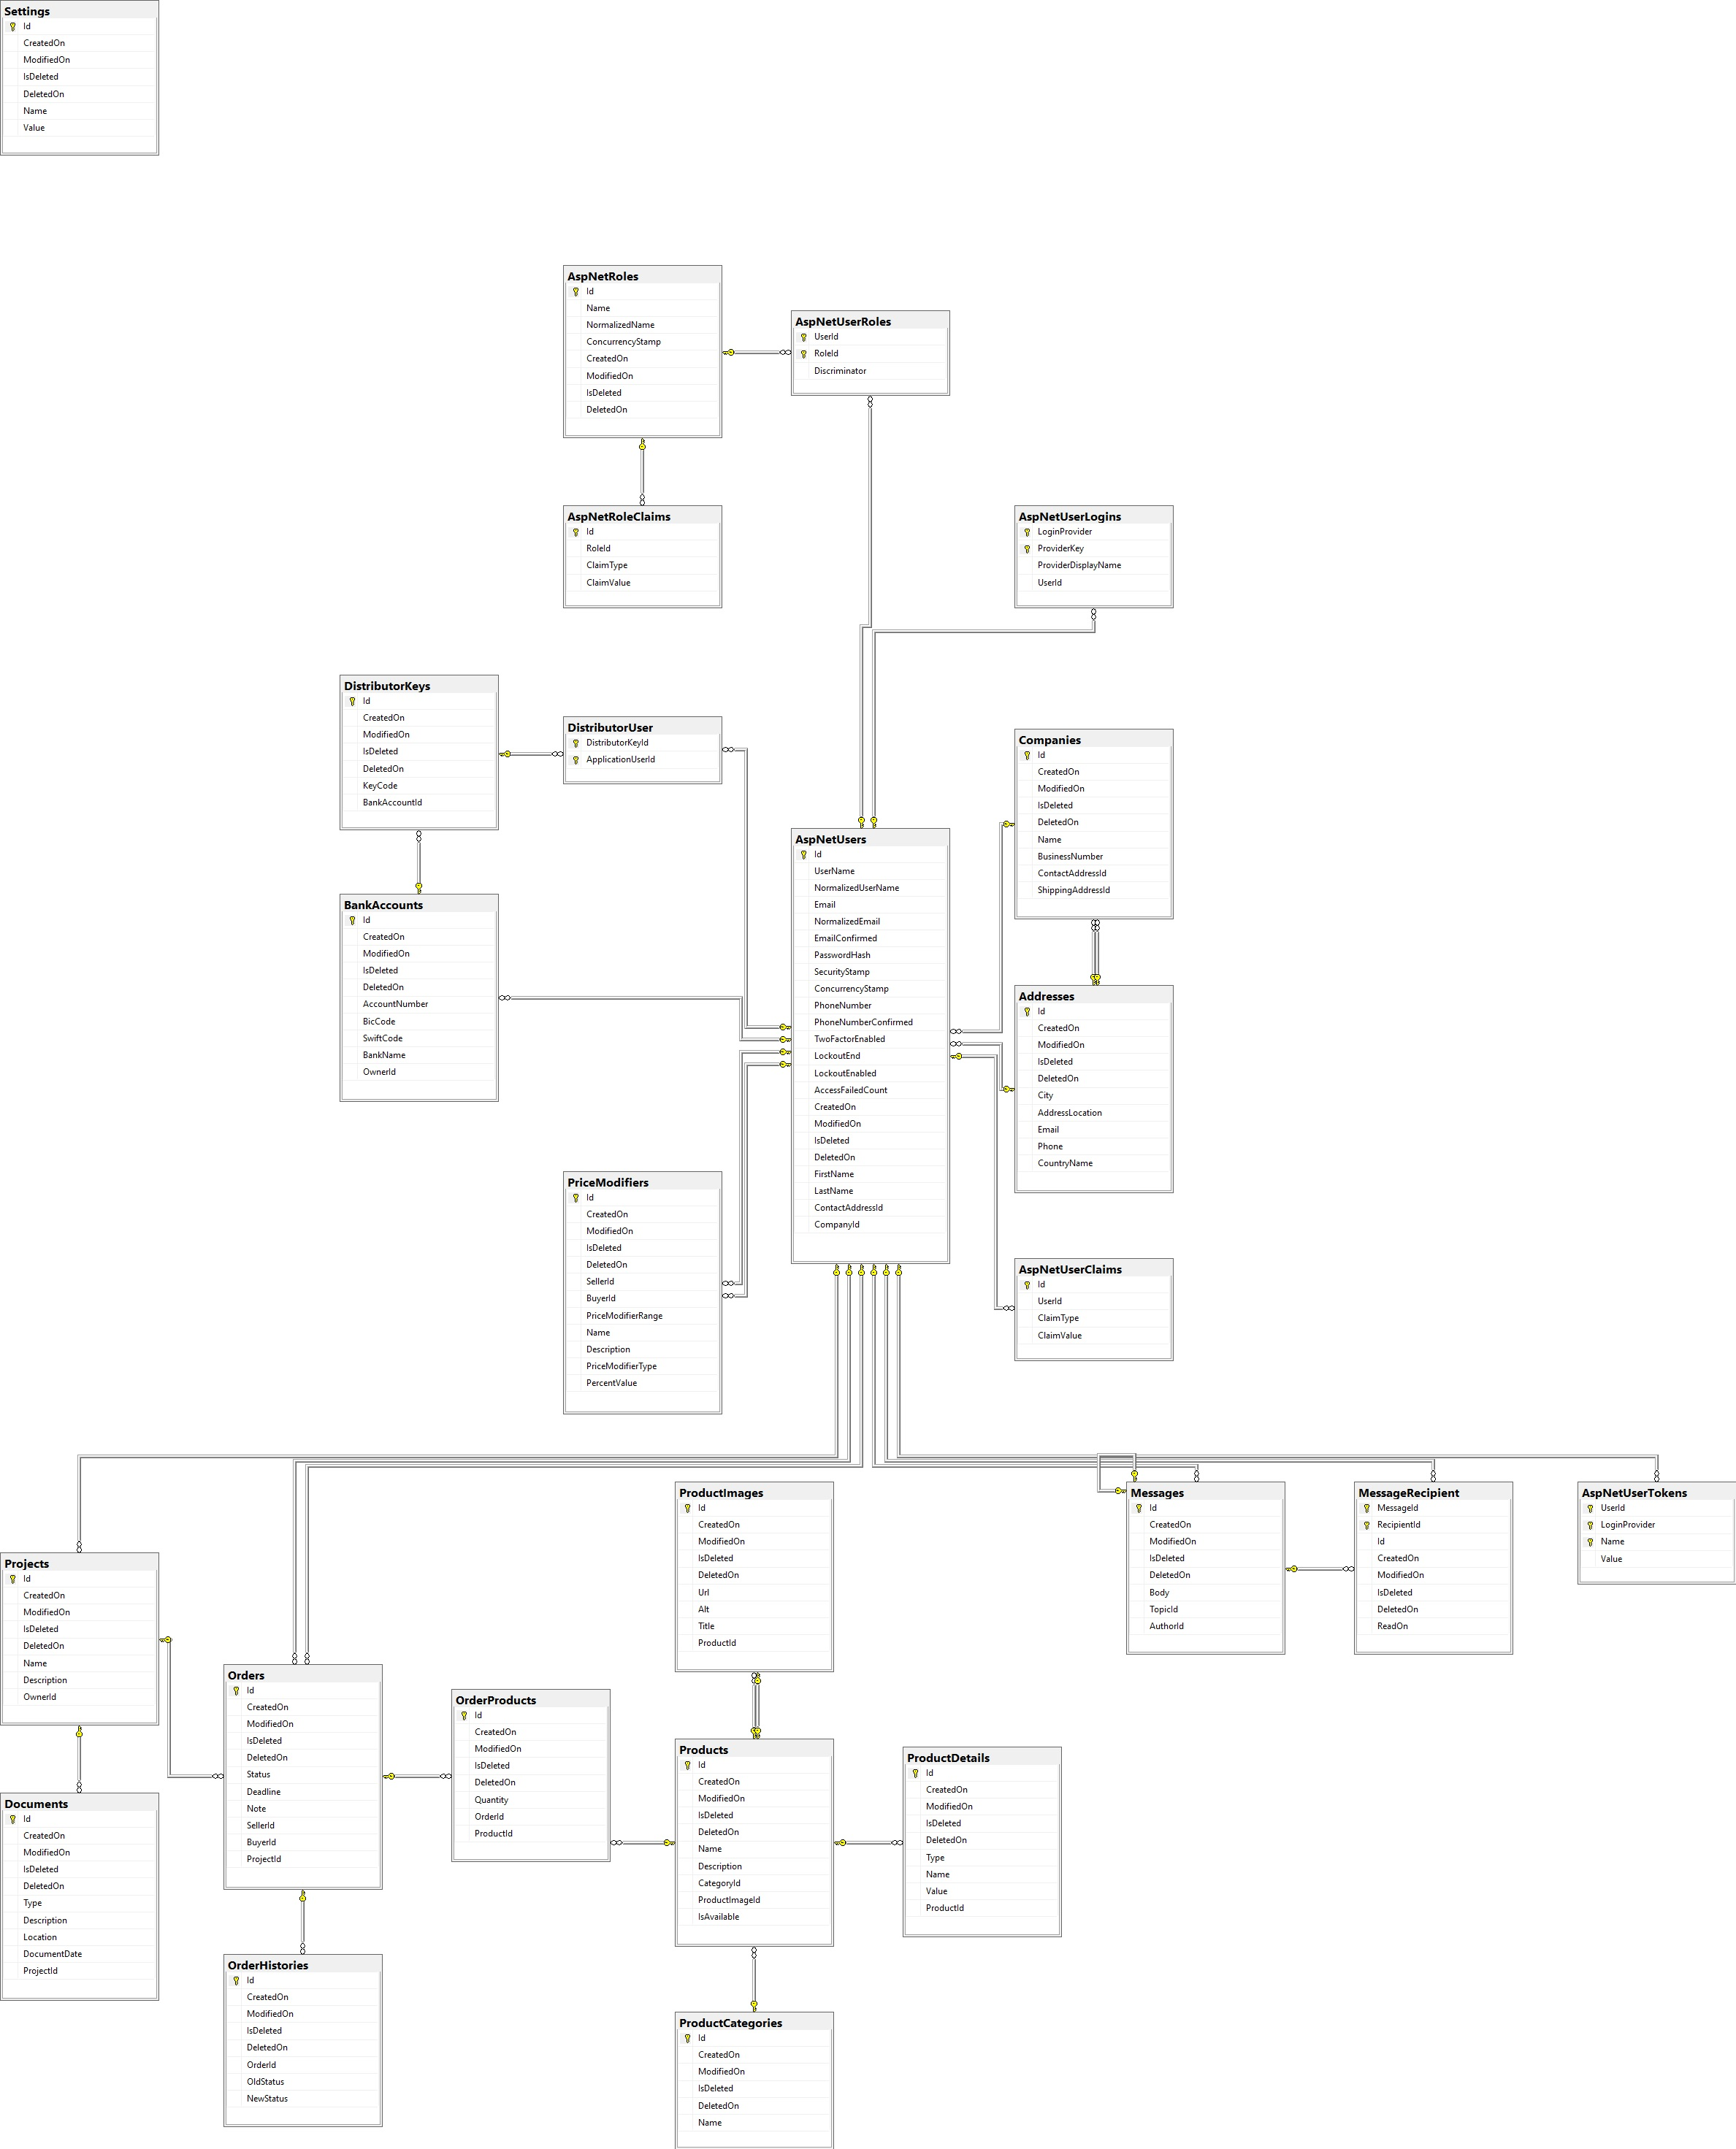 Settings
Id
CreatedOn
ModifiedOn
IsDeleted
DeletedOn
Name
Value
AspNetRoles
Id
Name
NormalizedName
ConcurrencyStamp
CreatedOn
ModifiedOn
IsDeleted
DeletedOn
AspNetUserRoles
UserId
RoleId
Discriminator
AspNetRoleClaims
Id
RoleId
ClaimType
ClaimValue
AspNetUserLogins
LoginProvider
ProviderKey
ProviderDisplayName
UserId
DistributorKeys
Id
CreatedOn
ModifiedOn
IsDeleted
DeletedOn
KeyCode
BankAccountId
DistributorUser
DistributorKeyId
ApplicationUserId
Companies
Id
CreatedOn
ModifiedOn
IsDeleted
DeletedOn
Name
BusinessNumber
ContactAddressId
ShippingAddressId
AspNetUsers
Id
UserName
NormalizedUserName
Email
NormalizedEmail
EmailConfirmed
PasswordHash
SecurityStamp
ConcurrencyStamp
PhoneNumber
PhoneNumberConfirmed
TwoFactorEnabled
LockoutEnd
LockoutEnabled
AccessFailedCount
CreatedOn
ModifiedOn
IsDeleted
DeletedOn
FirstName
LastName
ContactAddressId
CompanyId
BankAccounts
Id
CreatedOn
ModifiedOn
IsDeleted
DeletedOn
AccountNumber
BicCode
SwiftCode
BankName
OwnerId
Addresses
Id
CreatedOn
ModifiedOn
IsDeleted
DeletedOn
City
AddressLocation
Email
Phone
CountryName
PriceModifiers
Id
CreatedOn
ModifiedOn
IsDeleted
DeletedOn
SellerId
BuyerId
PriceModifierRange
Name
Description
PriceModifierType
PercentValue
AspNetUserClaims
Id
UserId
ClaimType
ClaimValue
ProductImages
Id
CreatedOn
ModifiedOn
IsDeleted
DeletedOn
Url
Alt
Title
ProductId
Messages
Id
CreatedOn
ModifiedOn
IsDeleted
DeletedOn
Body
TopicId
AuthorId
MessageRecipient
MessageId
RecipientId
Id
CreatedOn
ModifiedOn
IsDeleted
DeletedOn
ReadOn
AspNetUserTokens
UserId
LoginProvider
Name
Value
Projects
Id
CreatedOn
ModifiedOn
IsDeleted
DeletedOn
Name
Description
OwnerId
Orders
Id
CreatedOn
ModifiedOn
IsDeleted
DeletedOn
Status
Deadline
Note
SellerId
BuyerId
ProjectId
OrderProducts
Id
CreatedOn
ModifiedOn
IsDeleted
DeletedOn
Quantity
OrderId
ProductId
Products
Id
CreatedOn
ModifiedOn
IsDeleted
DeletedOn
Name
Description
CategoryId
ProductImageId
IsAvailable
ProductDetails
Id
CreatedOn
ModifiedOn
IsDeleted
DeletedOn
Type
Name
Value
ProductId
Documents
Id
CreatedOn
ModifiedOn
IsDeleted
DeletedOn
Type
Description
Location
DocumentDate
ProjectId
OrderHistories
Id
CreatedOn
ModifiedOn
IsDeleted
DeletedOn
OrderId
OldStatus
NewStatus
ProductCategories
Id
CreatedOn
ModifiedOn
IsDeleted
DeletedOn
Name